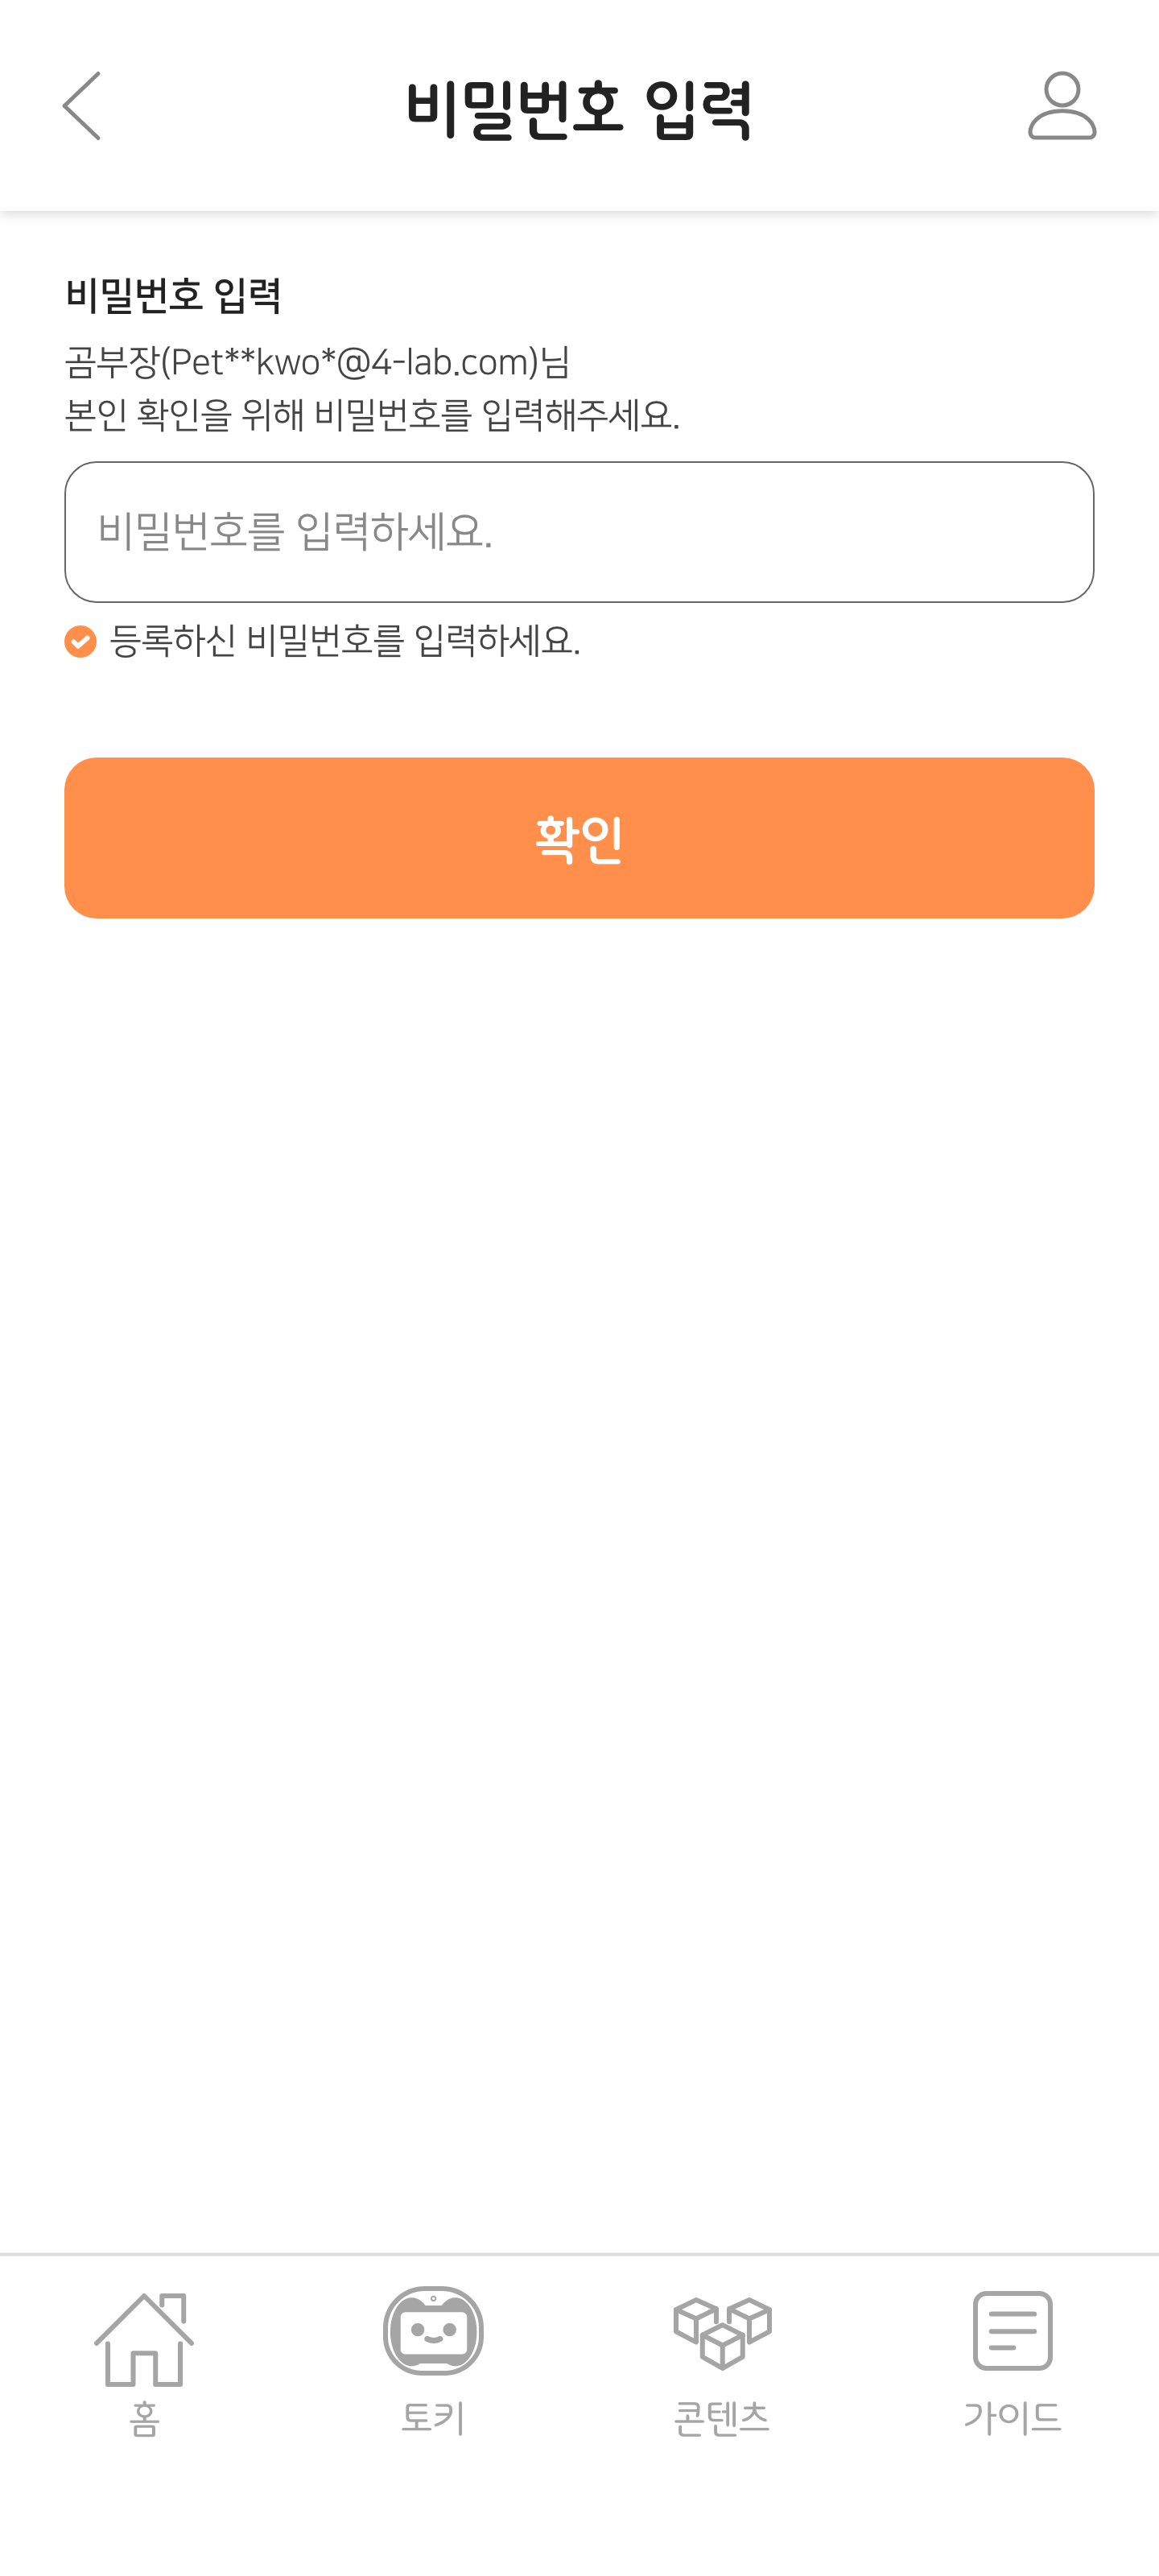 비밀번호 입력
비밀번호 입력
곰부장(Pet**kwo*@4-lab.com)님
본인 확인을 위해 비밀번호를 입력해주세요.
비밀번호를 입력하세요.
등록하신 비밀번호를 입력하세요.
확인
홈
토키
콘텐츠
가이드